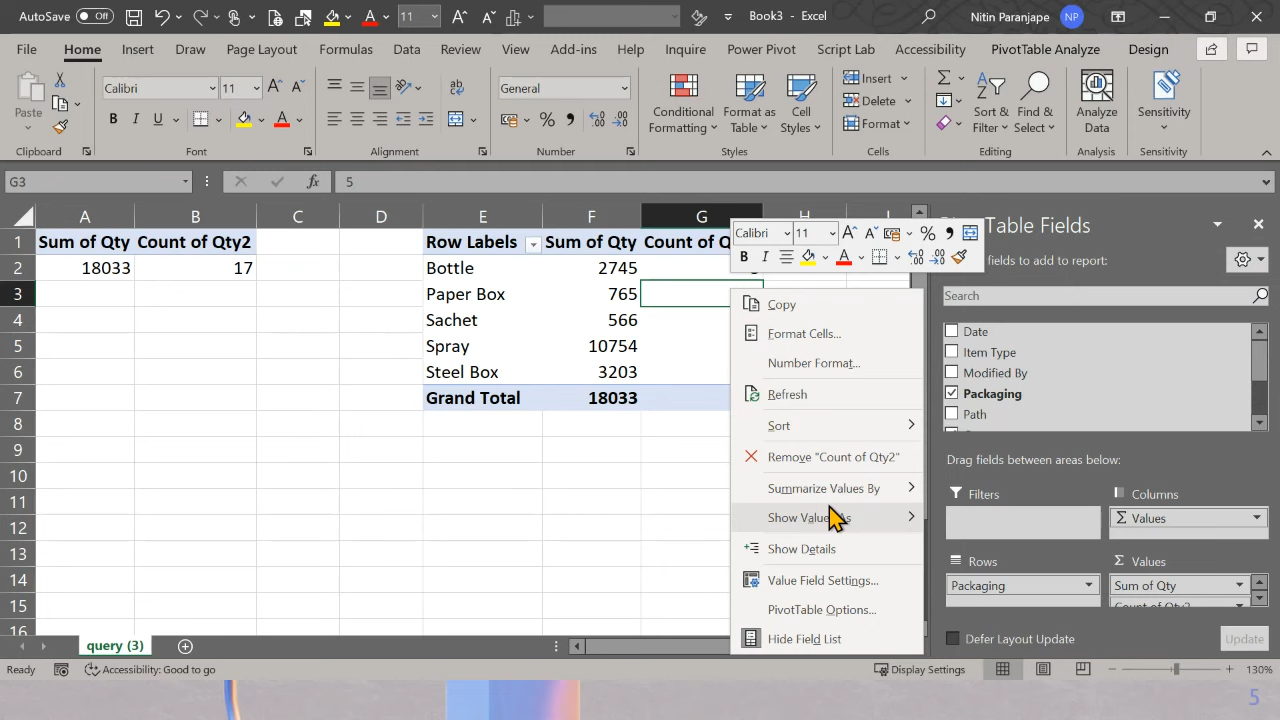 AutoSave Off 11 Book3 - Excel Nitin Paranjape NP
File Home Insert Draw Page Layout Formulas Data Review View Add-ins Help Inquire Power Pivot Script Lab Accessibility PivotTable Analyze Design
Paste Calibri 11 General Conditional Formatting Format as Table Cell Styles Insert Delete Format Sort & Filter Find & Select Analyze Data Sensitivity
Clipboard Font Alignment Number Styles Cells Editing Analysis Sensitivity
G3 fx 5
A B C D E F G H
1 Sum of Qty Count of Qty2 Row Labels Sum of Qty Count of
2 18033 17 Bottle 2745
3 Paper Box 765
4 Sachet 566
5 Spray 10754
6 Steel Box 3203
7 Grand Total 18033
8
9
10
11
12
13
14
15
16
Calibri 11
Copy
Format Cells...
Number Format...
Refresh
Sort
Remove "Count of Qty2"
Summarize Values By
Show Values As
Show Details
Value Field Settings...
PivotTable Options...
Hide Field List
Table Fields
fields to add to report:
Search
Date
Item Type
Modified By
Packaging
Path
Drag fields between areas below:
Filters Columns
Σ Values
Rows Σ Values
Packaging Sum of Qty
Count of Qty2
Defer Layout Update Update
query (3)
Ready Accessibility: Good to go Display Settings 130%
5